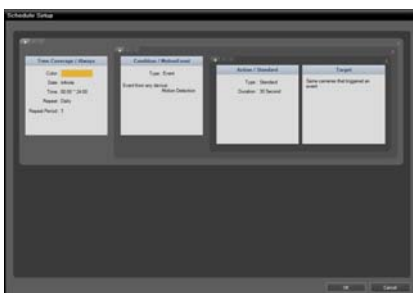 Schedule Setup
Time Coverage / Always
Color:
Date: Infinite
Time: 00:00 ~ 24:00
Repeat: Daily
Repeat Period: 1
Condition / MotionEvent
Type: Event
Event from any device:
Motion Detection
Action / Standard
Type: Standard
Duration: 30 Second
Target
Same cameras that triggered an
event
OK
Cancel